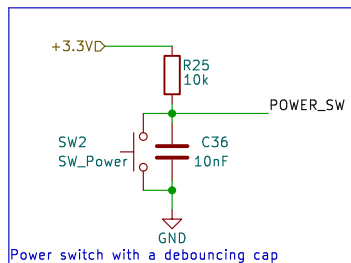 +3.3V
R25
10k
POWER_SW
SW2
SW_Power
C36
10nF
GND
Power switch with a debouncing cap